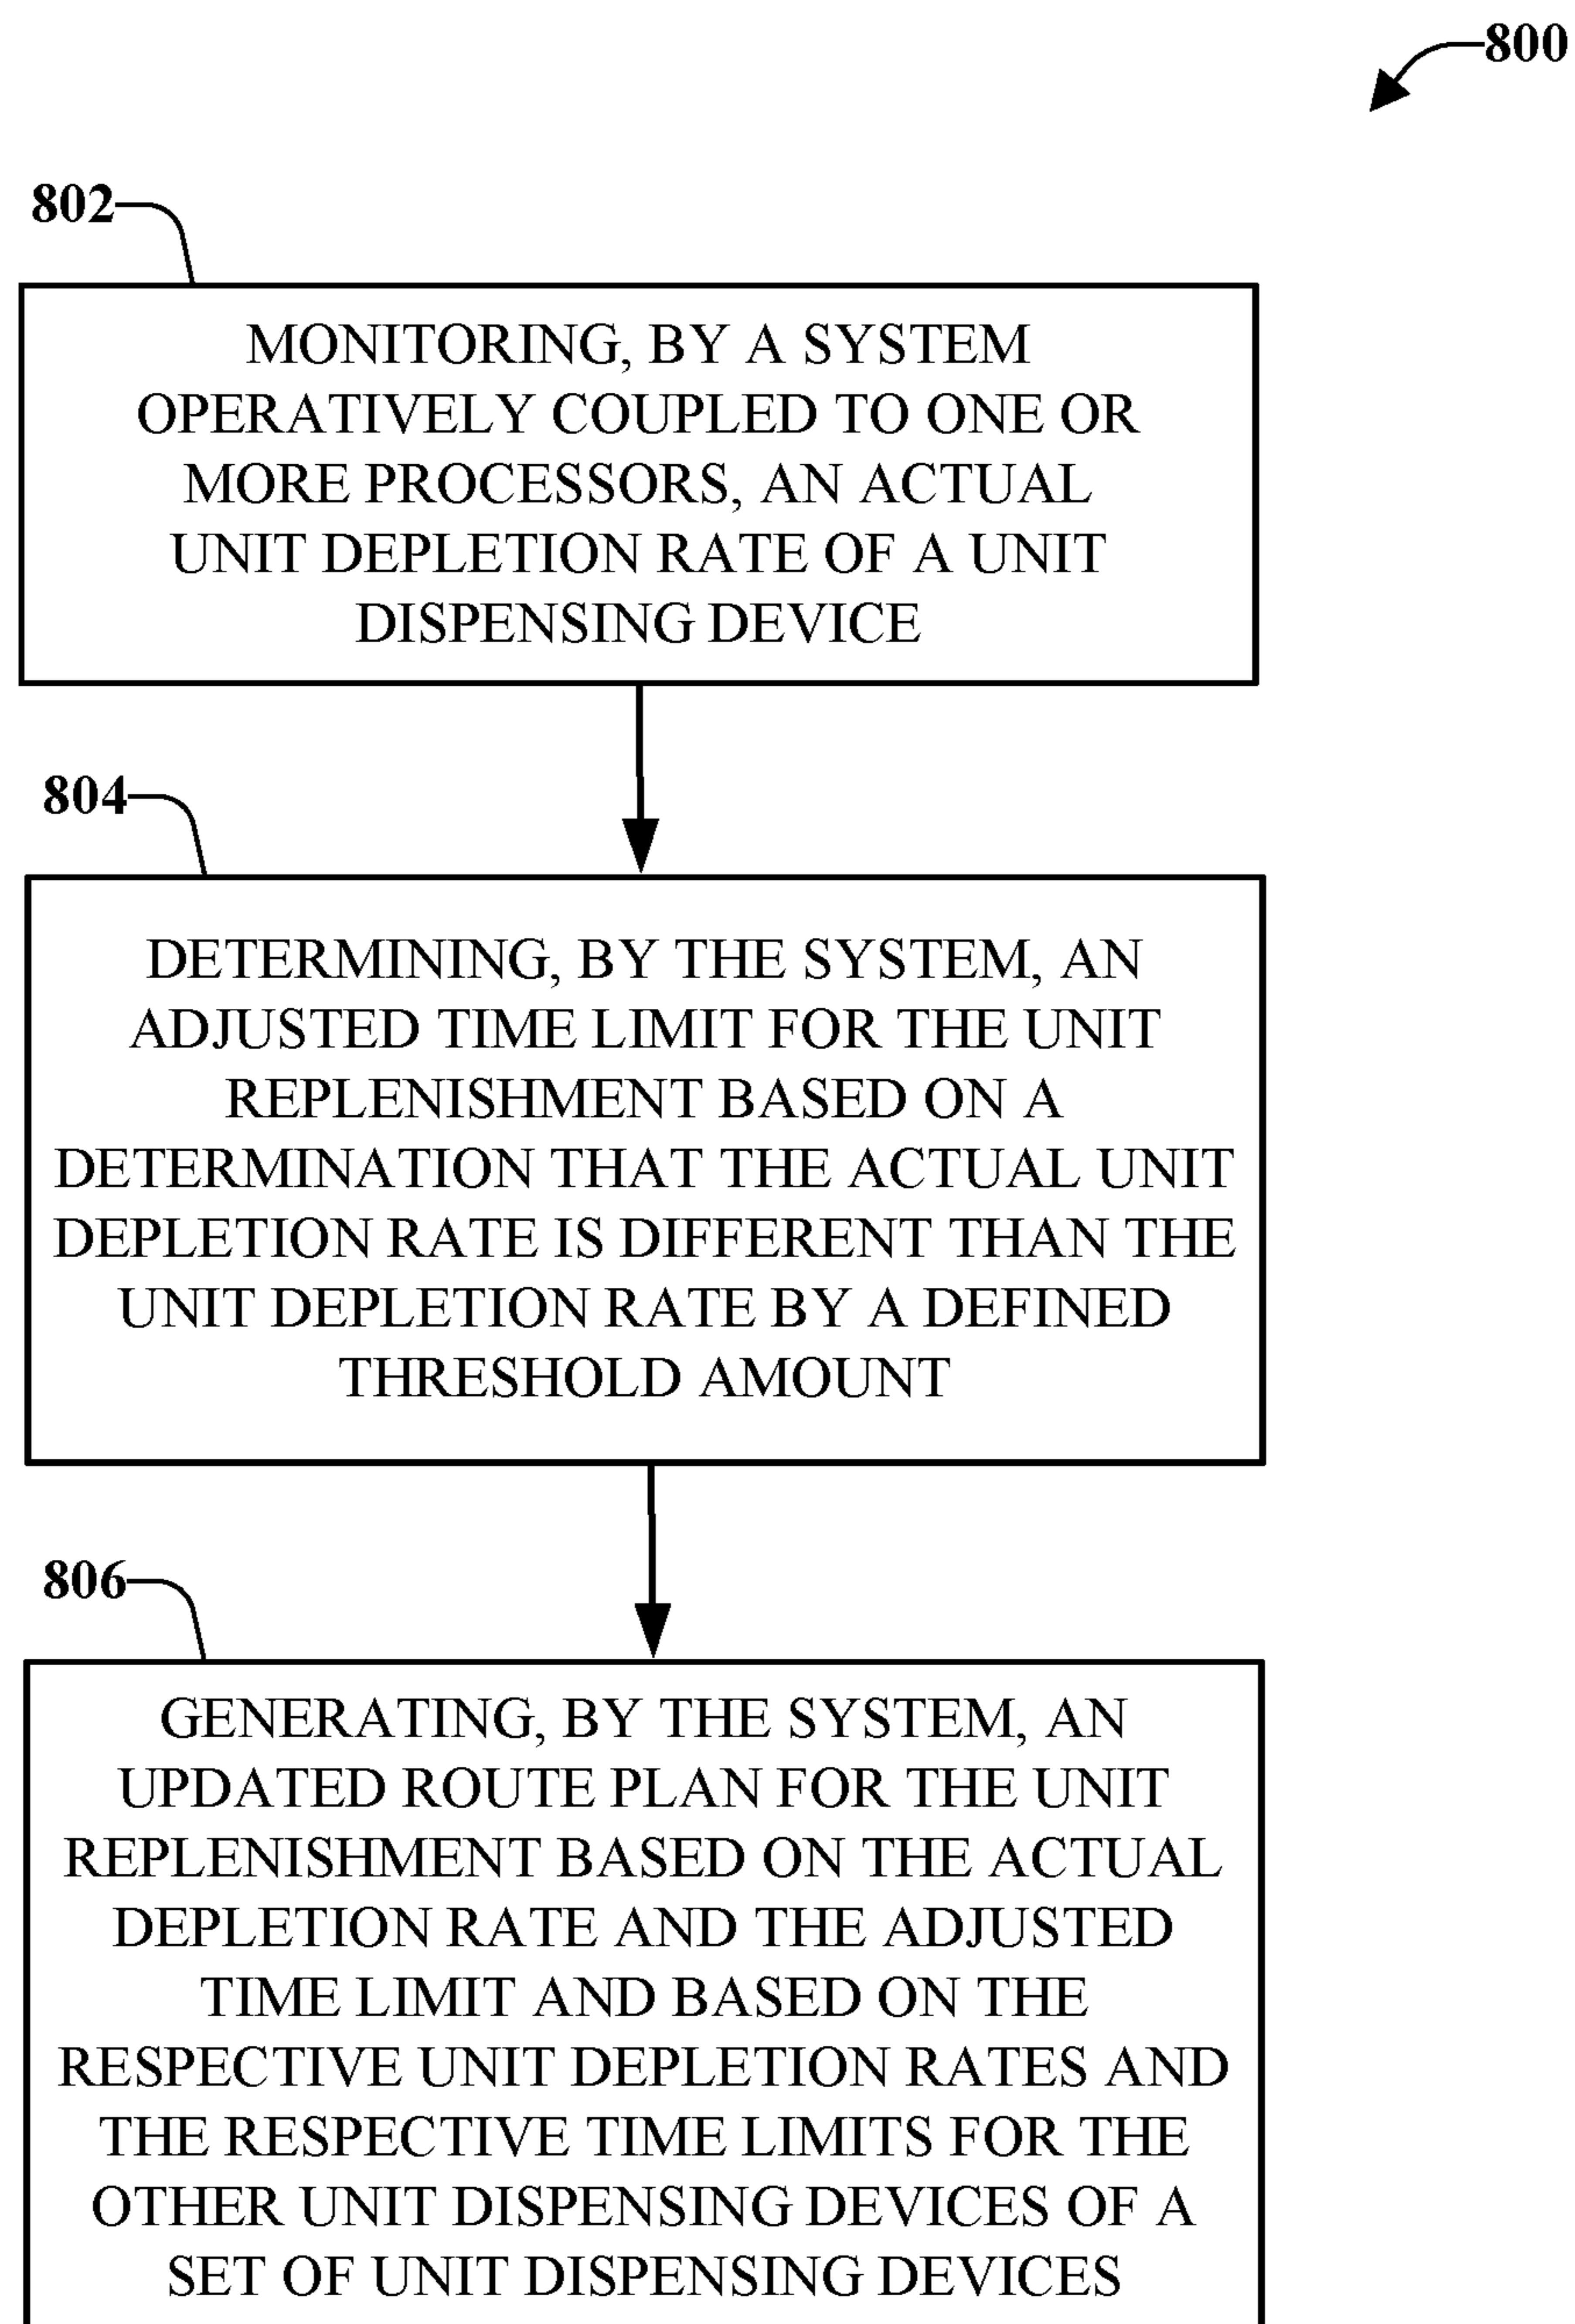 800
802
MONITORING, BY A SYSTEM
OPERATIVELY COUPLED TO ONE OR
MORE PROCESSORS, AN ACTUAL
UNIT DEPLETION RATE OF A UNIT
DISPENSING DEVICE
804
DETERMINING, BY THE SYSTEM, AN
ADJUSTED TIME LIMIT FOR THE UNIT
REPLENISHMENT BASED ON A
DETERMINATION THAT THE ACTUAL UNIT
DEPLETION RATE IS DIFFERENT THAN THE
UNIT DEPLETION RATE BY A DEFINED
THRESHOLD AMOUNT
806
GENERATING, BY THE SYSTEM, AN
UPDATED ROUTE PLAN FOR THE UNIT
REPLENISHMENT BASED ON THE ACTUAL
DEPLETION RATE AND THE ADJUSTED
TIME LIMIT AND BASED ON THE
RESPECTIVE UNIT DEPLETION RATES AND
THE RESPECTIVE TIME LIMITS FOR THE
OTHER UNIT DISPENSING DEVICES OF A
SET OF UNIT DISPENSING DEVICES